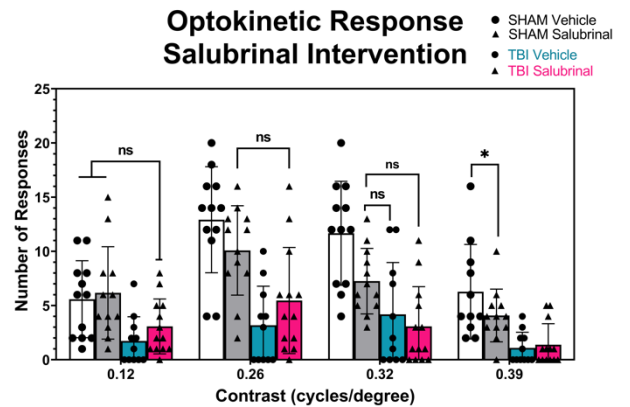 Optokinetic Response
Salubrinal Intervention
SHAM Vehicle
SHAM Salubrinal
TBI Vehicle
TBI Salubrinal
Number of Responses
25
20
15
10
5
0
ns
ns
ns
ns
*
0.12
0.26
0.32
0.39
Contrast (cycles/degree)